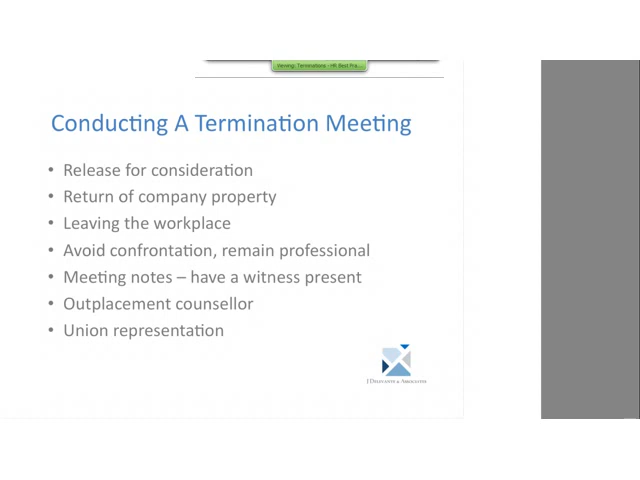 Viewing: Terminations - HR Best Pra...
Conducting A Termination Meeting
• Release for consideration
• Return of company property
• Leaving the workplace
• Avoid confrontation, remain professional
• Meeting notes – have a witness present
• Outplacement counsellor
• Union representation